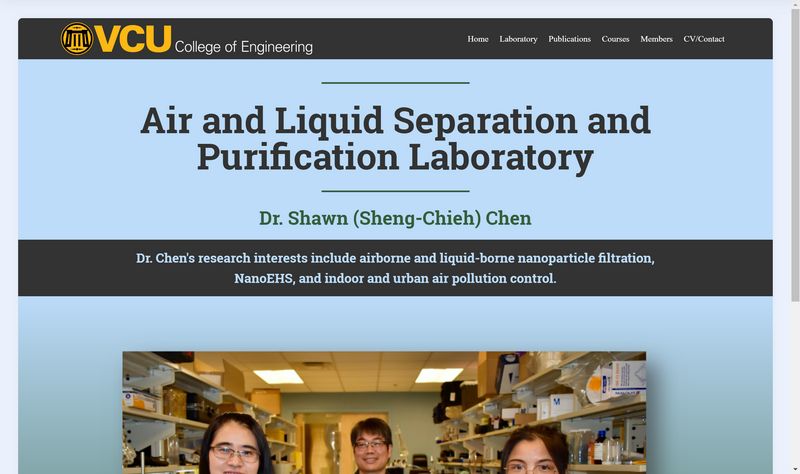 VCU College of Engineering
Home Laboratory Publications Courses Members CV/Contact
Air and Liquid Separation and
Purification Laboratory
Dr. Shawn (Sheng-Chieh) Chen
Dr. Chen's research interests include airborne and liquid-borne nanoparticle filtration,
NanoEHS, and indoor and urban air pollution control.